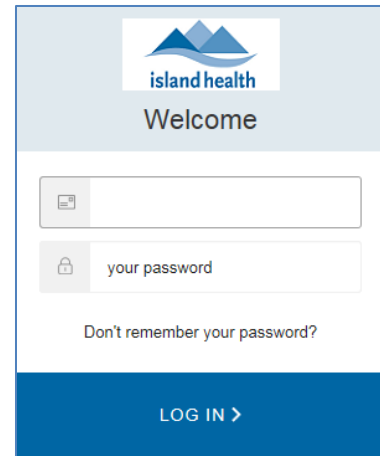 island health
Welcome
your password
Don't remember your password?
LOG IN >